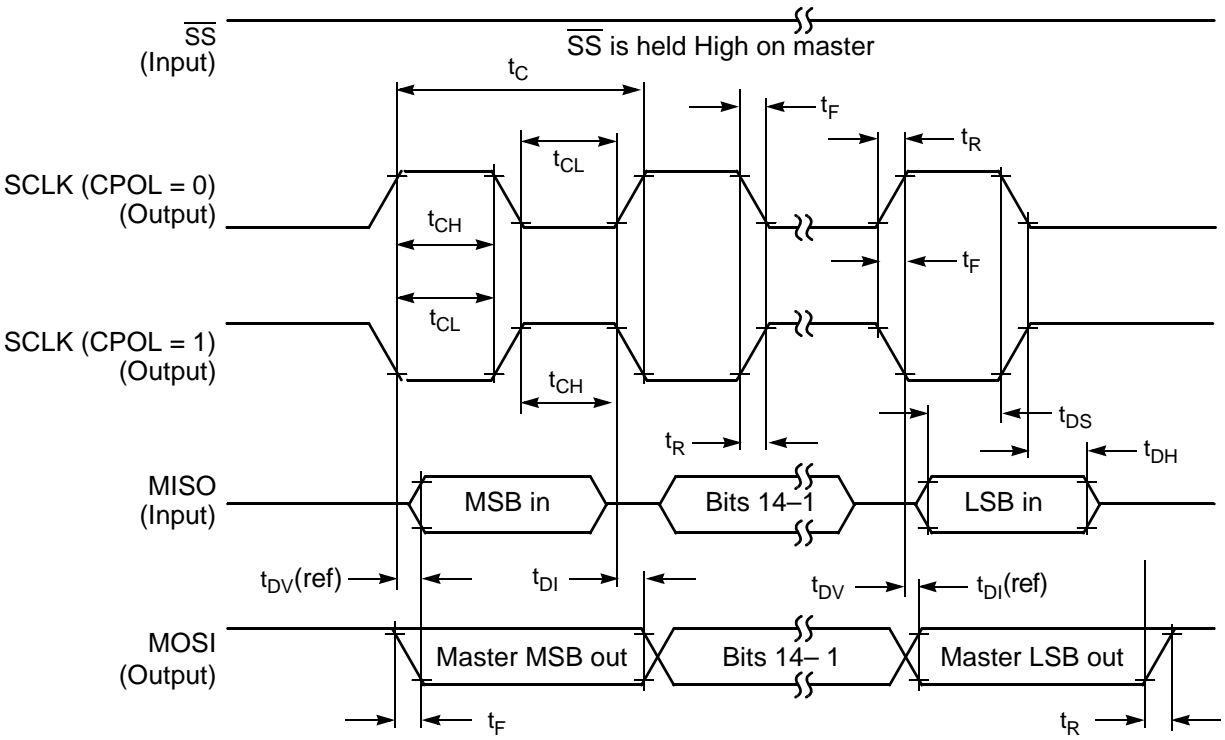 SS
(Input)
SS is held High on master
tC
tF
tR
tCL
SCLK (CPOL = 0)
(Output)
tCH
tF
tCL
SCLK (CPOL = 1)
(Output)
tCH
tDS
tR
tDH
MISO
(Input)
MSB in
Bits 14–1
LSB in
tDV(ref)
tDI
tDV
tDI(ref)
MOSI
(Output)
Master MSB out
Bits 14– 1
Master LSB out
tF
tR